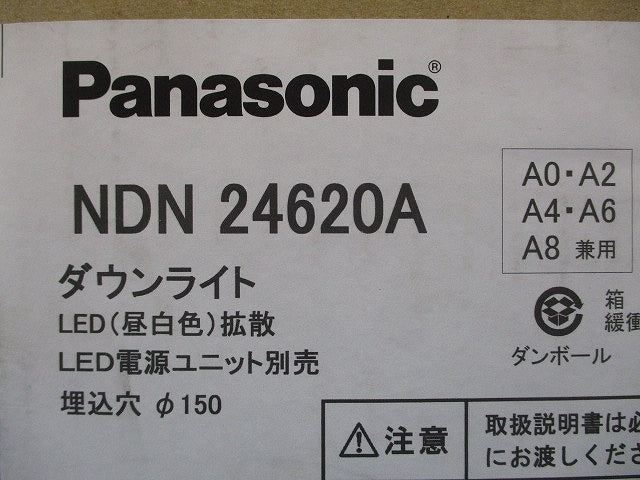 Panasonic®
NDN 24620A
ダウンライト
LED(昼白色)拡散
LED電源ユニット別売
埋込穴 φ150
A0・A2
A4・A6
A8 兼用
箱
緩衝
ダンボール
注意
取扱説明書は必
にお渡しくださ